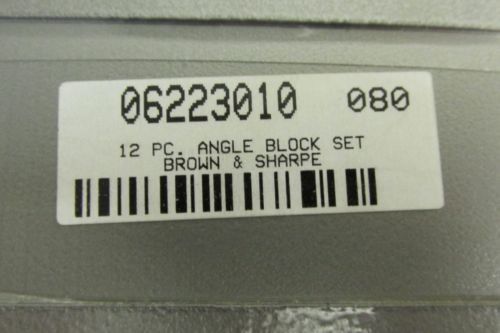 06223010 080
12 PC. ANGLE BLOCK SET
BROWN & SHARPE